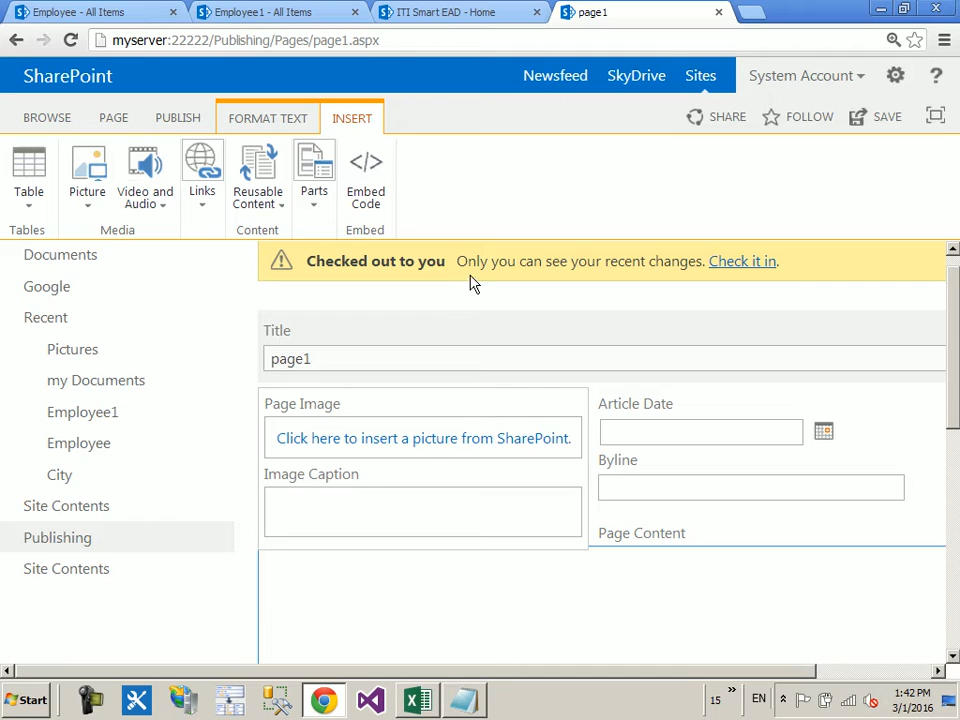 Employee - All Items
Employee1 - All Items
ITI Smart EAD - Home
page1
myserver:22222/Publishing/Pages/page1.aspx
SharePoint
Newsfeed
SkyDrive
Sites
System Account
?
BROWSE
PAGE
PUBLISH
FORMAT TEXT
INSERT
SHARE
FOLLOW
SAVE
Table
Picture
Video and Audio
Links
Reusable Content
Parts
Embed Code
Tables
Media
Content
Embed
Documents
Google
Recent
Pictures
my Documents
Employee1
Employee
City
Site Contents
Publishing
Site Contents
Checked out to you Only you can see your recent changes. Check it in.
Title
page1
Page Image
Click here to insert a picture from SharePoint.
Image Caption
Article Date
Byline
Page Content
Start
15
EN
1:42 PM
3/1/2016